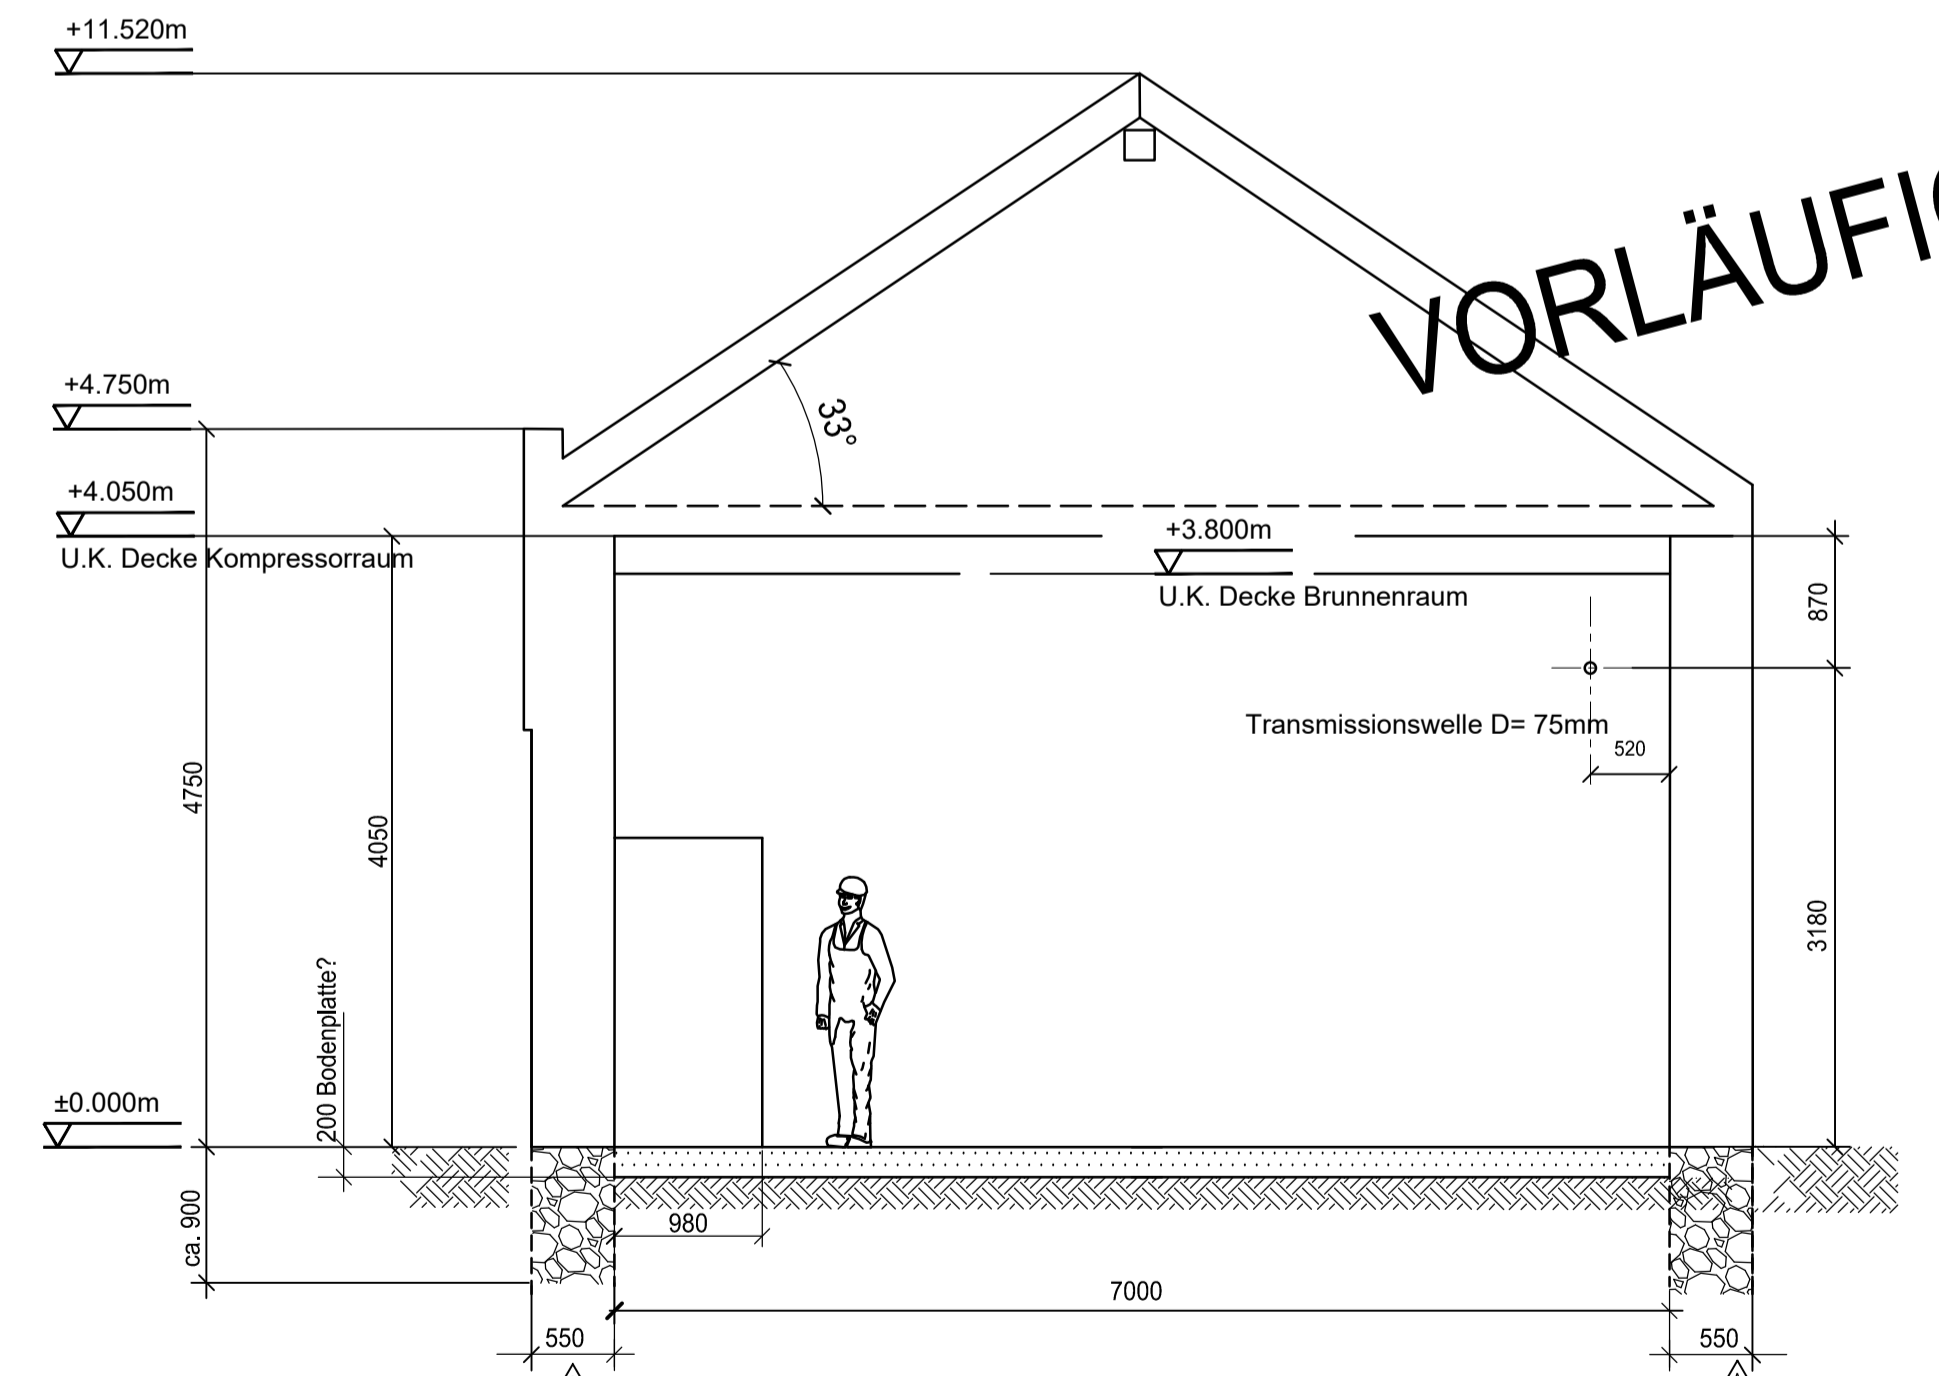 +11.520m
VORLÄUFI
33°
+4.750m
+4.050m
U.K. Decke Kompressorraum
+3.800m
U.K. Decke Brunnenraum
870
Transmissionswelle D= 75mm
520
4750
4050
3180
200 Bodenplatte?
±0.000m
ca. 900
980
7000
550
550